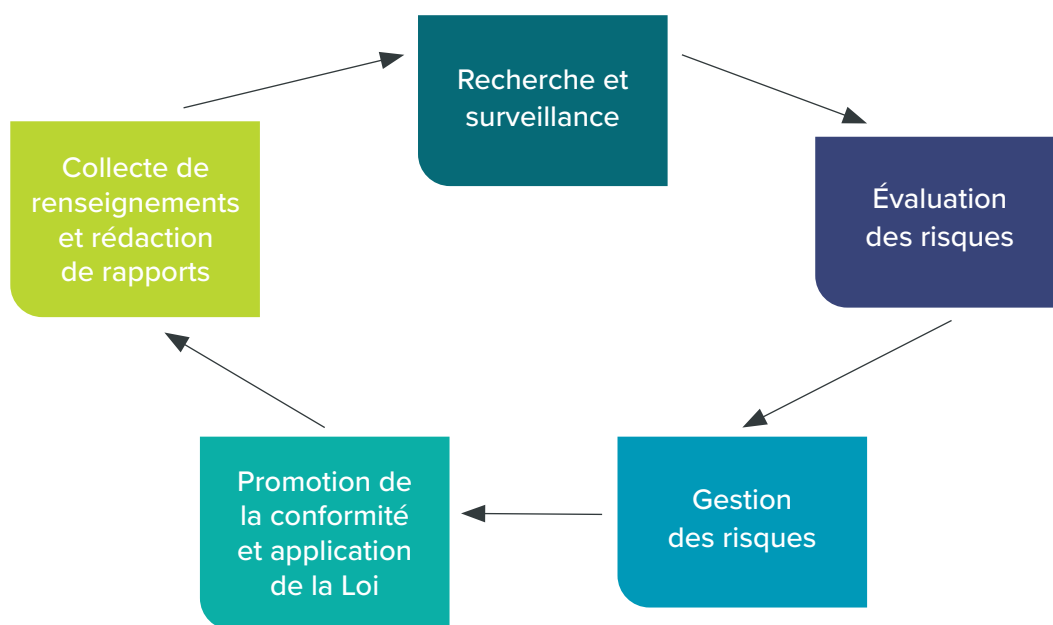 Recherche et
surveillance
Évaluation
des risques
Gestion
des risques
Promotion de
la conformité
et application
de la Loi
Collecte de
renseignements
et rédaction
de rapports